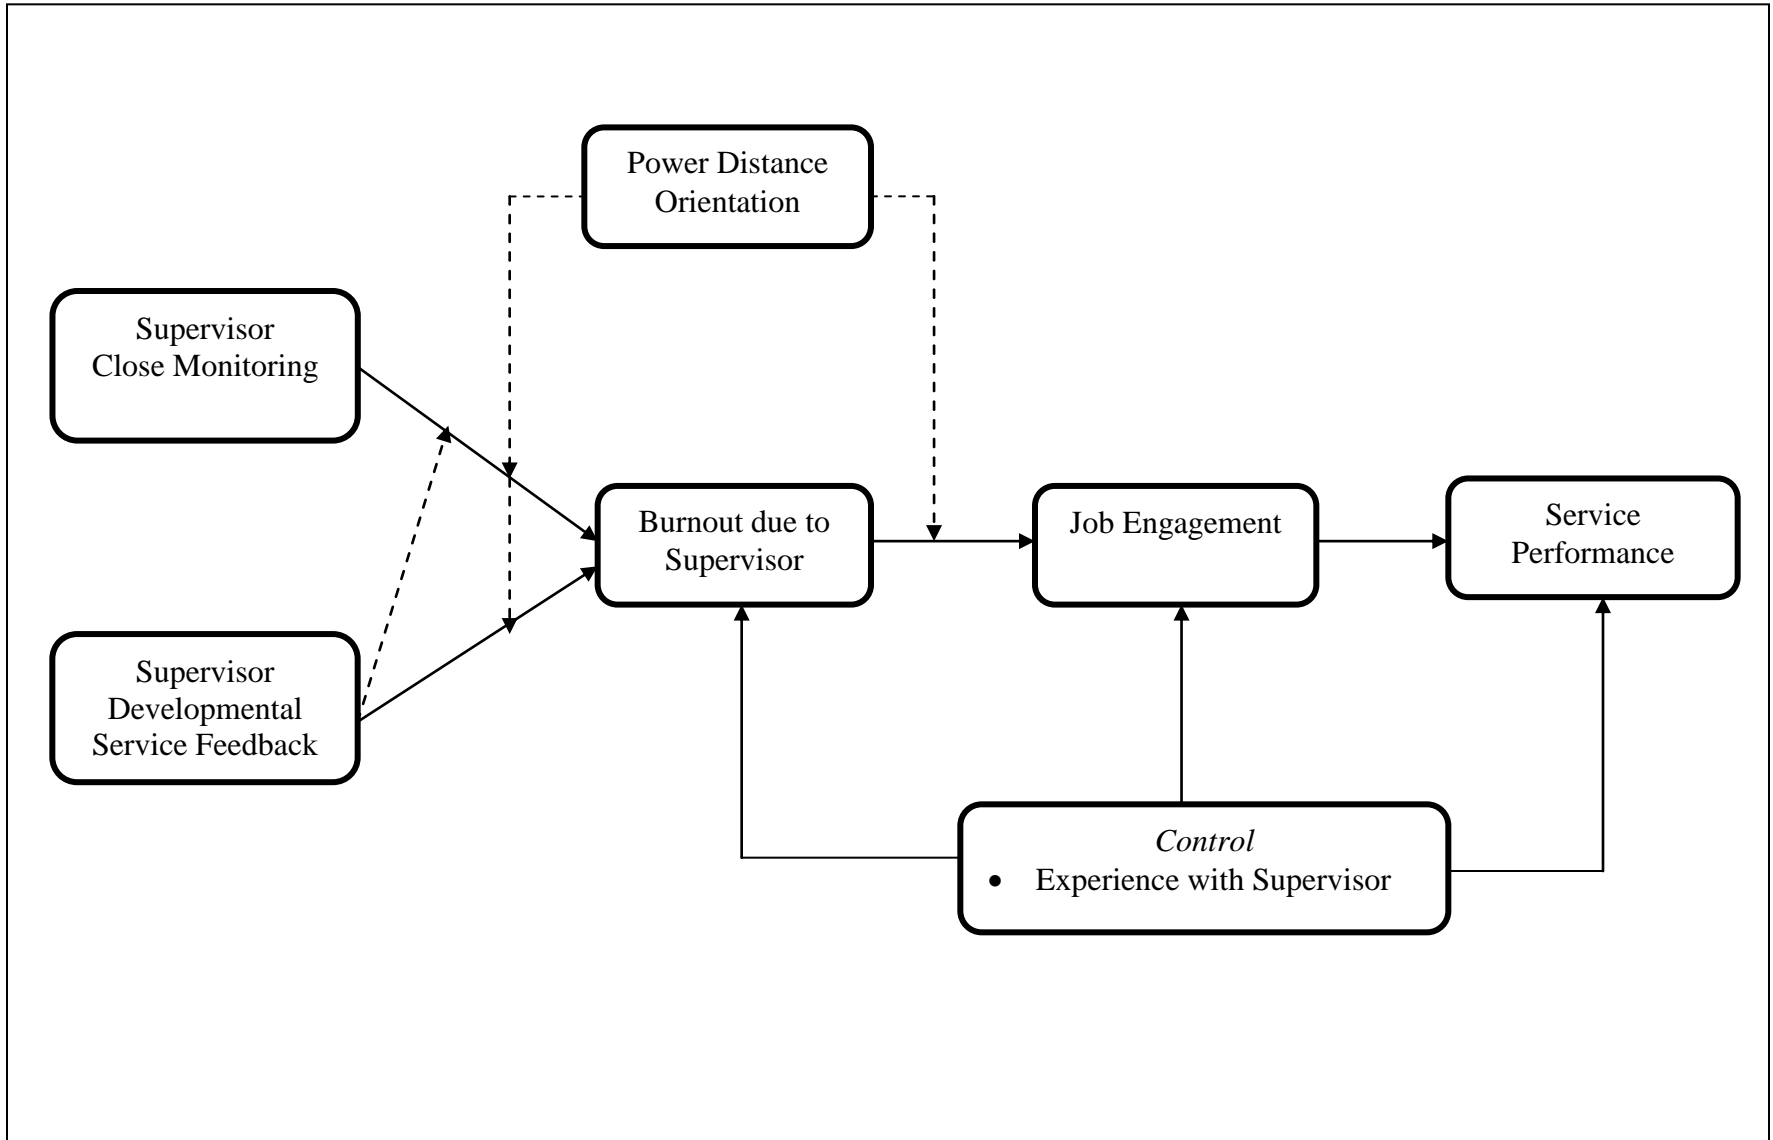 Power Distance
Orientation
Supervisor
Close Monitoring
Burnout due to
Supervisor
Job Engagement
Service
Performance
Supervisor
Developmental
Service Feedback
Control
• Experience with Supervisor